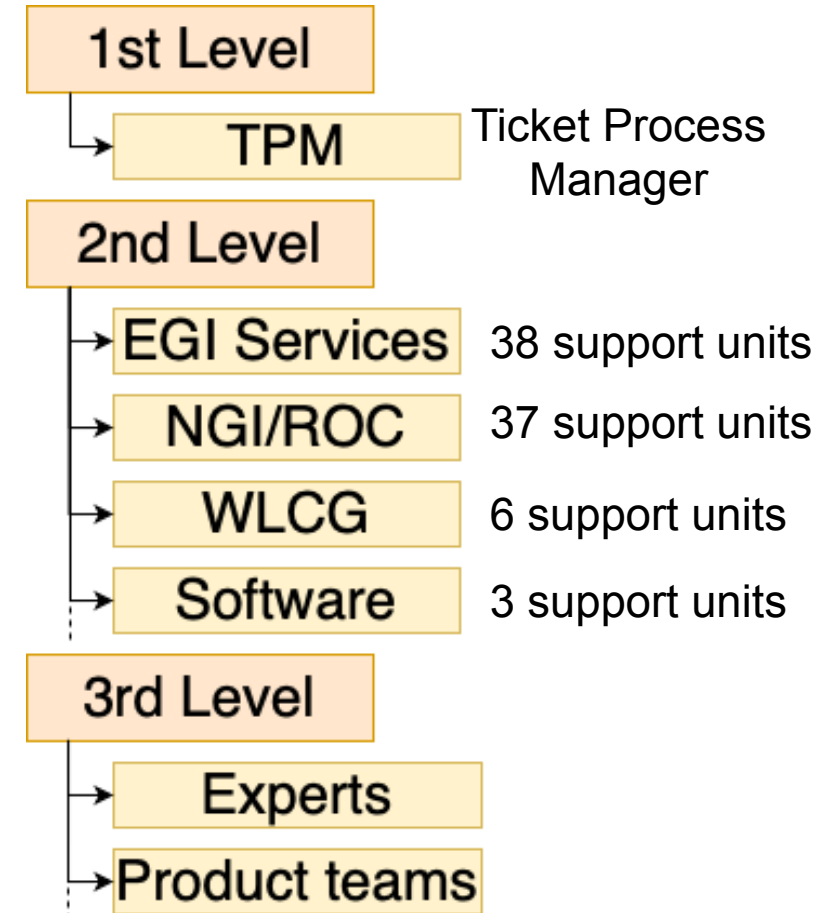 1st Level
TPM
Ticket Process
Manager
2nd Level
EGI Services
38 support units
NGI/ROC
37 support units
WLCG
6 support units
Software
3 support units
3rd Level
Experts
Product teams